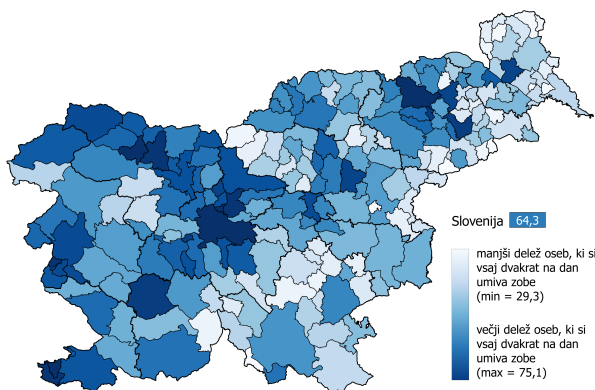 Slovenija 64,3
manjši delež oseb, ki si
vsaj dvakrat na dan
umiva zobe
(min = 29,3)
večji delež oseb, ki si
vsaj dvakrat na dan
umiva zobe
(max = 75,1)